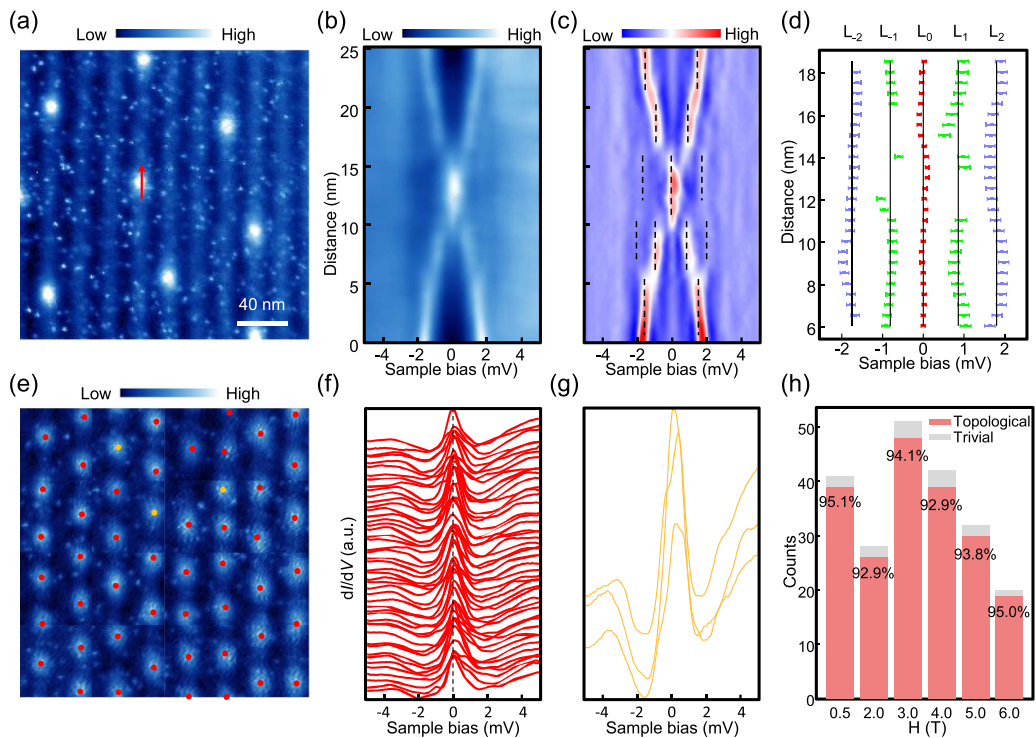 (a)
Low
High
40 nm
(b)
Low
High
25
20
15
10
5
0
Distance (nm)
-4
-2
0
2
4
Sample bias (mV)
(c)
Low
High
-4
-2
0
2
4
Sample bias (mV)
(d)
L-2
L-1
L0
L1
L2
18
16
14
12
10
8
6
Distance (nm)
-2
-1
0
1
2
Sample bias (mV)
(e)
Low
High
(f)
dI/dV (a.u.)
-4
-2
0
2
4
Sample bias (mV)
(g)
-4
-2
0
2
4
Sample bias (mV)
(h)
Topological
Trivial
50
40
30
20
10
0
Counts
95.1%
92.9%
94.1%
92.9%
93.8%
95.0%
0.5
2.0
3.0
4.0
5.0
6.0
H (T)